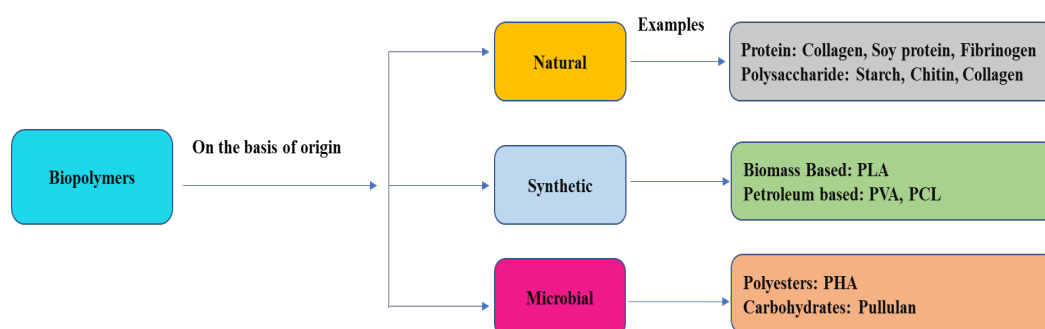 Biopolymers
On the basis of origin
Examples
Natural
Protein: Collagen, Soy protein, Fibrinogen
Polysaccharide: Starch, Chitin, Collagen
Synthetic
Biomass Based: PLA
Petroleum based: PVA, PCL
Microbial
Polyesters: PHA
Carbohydrates: Pullulan